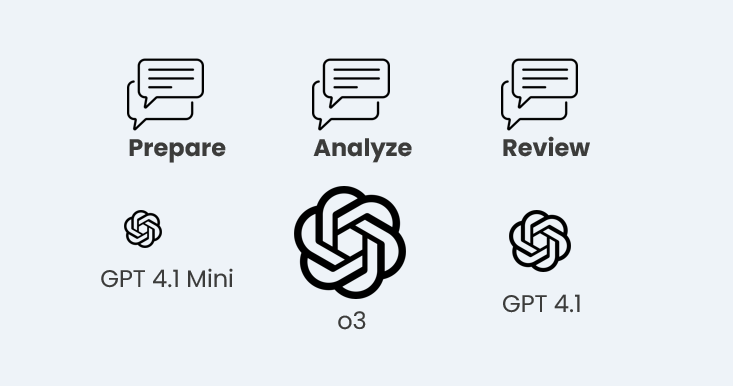 Prepare
Analyze
Review
GPT 4.1 Mini
o3
GPT 4.1